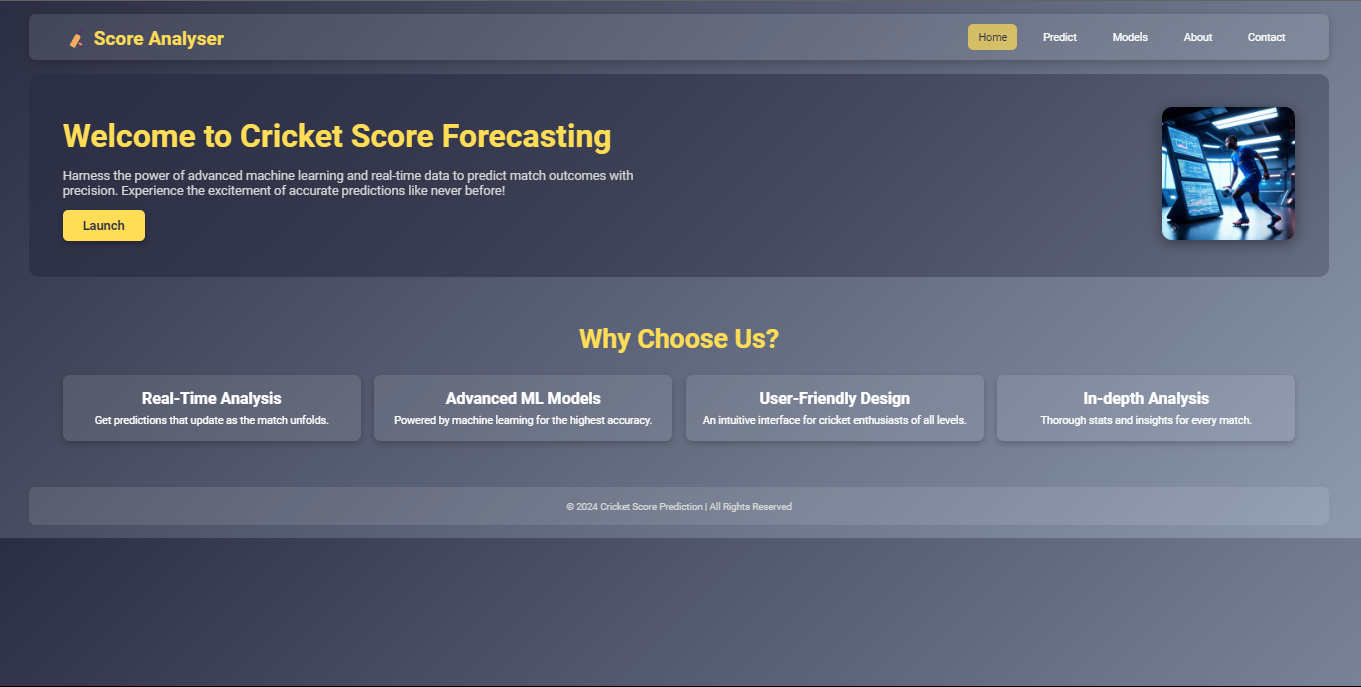 Score Analyser
Home
Predict
Models
About
Contact
Welcome to Cricket Score Forecasting
Harness the power of advanced machine learning and real-time data to predict match outcomes with
precision. Experience the excitement of accurate predictions like never before!
Launch
Why Choose Us?
Real-Time Analysis
Get predictions that update as the match unfolds.
Advanced ML Models
Powered by machine learning for the highest accuracy.
User-Friendly Design
An intuitive interface for cricket enthusiasts of all levels.
In-depth Analysis
Thorough stats and insights for every match.
© 2024 Cricket Score Prediction | All Rights Reserved